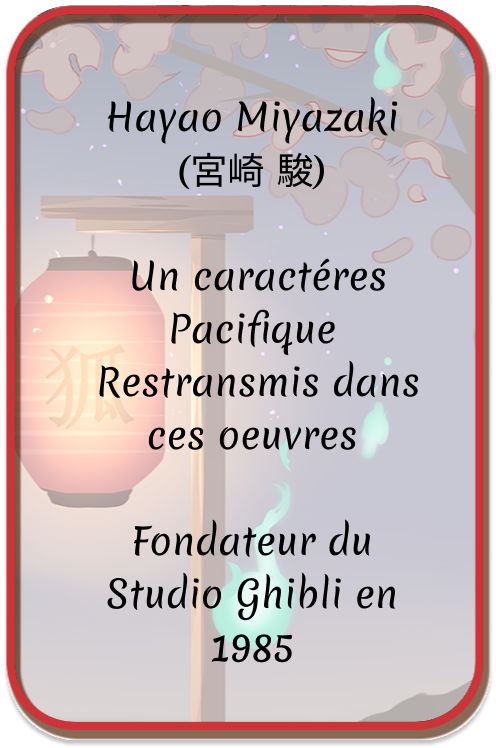 Hayao Miyazaki
(宮崎 駿)
Un caractéres
Pacifique
Restransmis dans
ces oeuvres
Fondateur du
Studio Ghibli en
1985
狐